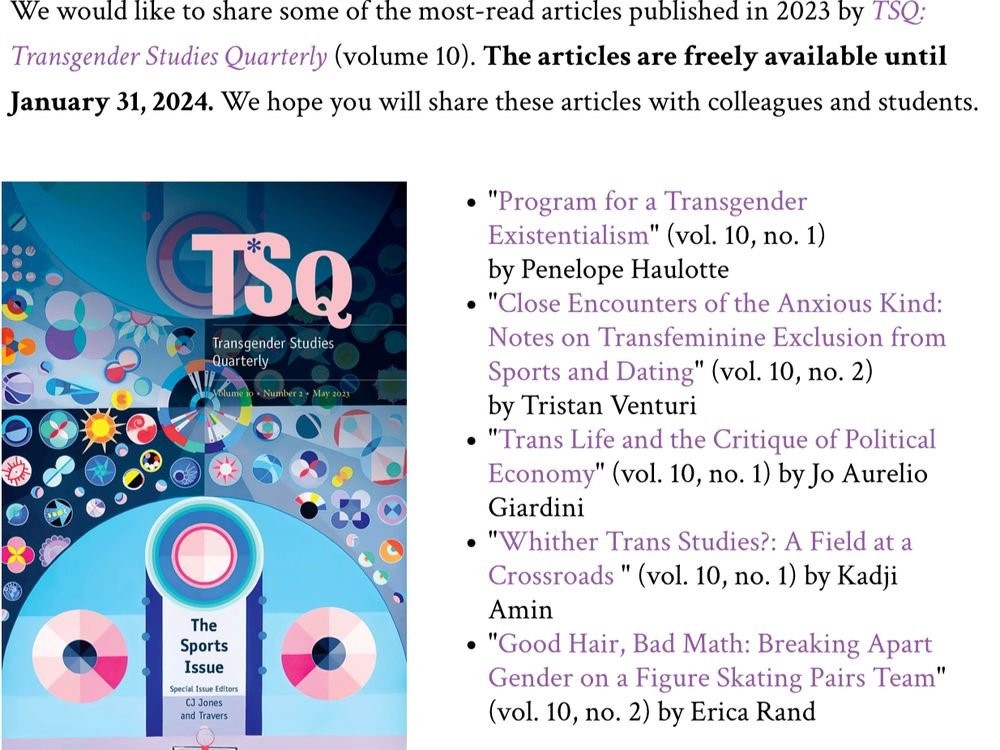 We would like to share some of the most-read articles published in 2023 by TSQ:
Transgender Studies Quarterly (volume 10). The articles are freely available until
January 31, 2024. We hope you will share these articles with colleagues and students.
T*SQ
Transgender Studies
Quarterly
Volume 10 • Number 2 • May 2023
The
Sports
Issue
Special Issue Editors
CJ Jones
and Travers
• "Program for a Transgender
Existentialism" (vol. 10, no. 1)
by Penelope Haulotte
• "Close Encounters of the Anxious Kind:
Notes on Transfeminine Exclusion from
Sports and Dating" (vol. 10, no. 2)
by Tristan Venturi
• "Trans Life and the Critique of Political
Economy" (vol. 10, no. 1) by Jo Aurelio
Giardini
• "Whither Trans Studies?: A Field at a
Crossroads " (vol. 10, no. 1) by Kadji
Amin
• "Good Hair, Bad Math: Breaking Apart
Gender on a Figure Skating Pairs Team"
(vol. 10, no. 2) by Erica Rand